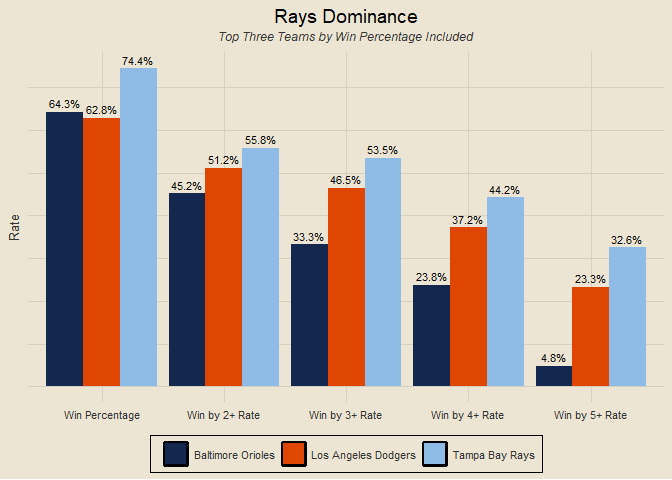 Rays Dominance
Top Three Teams by Win Percentage Included
Rate
64.3%
62.8%
74.4%
45.2%
51.2%
55.8%
33.3%
46.5%
53.5%
23.8%
37.2%
44.2%
4.8%
23.3%
32.6%
Win Percentage
Win by 2+ Rate
Win by 3+ Rate
Win by 4+ Rate
Win by 5+ Rate
Baltimore Orioles
Los Angeles Dodgers
Tampa Bay Rays